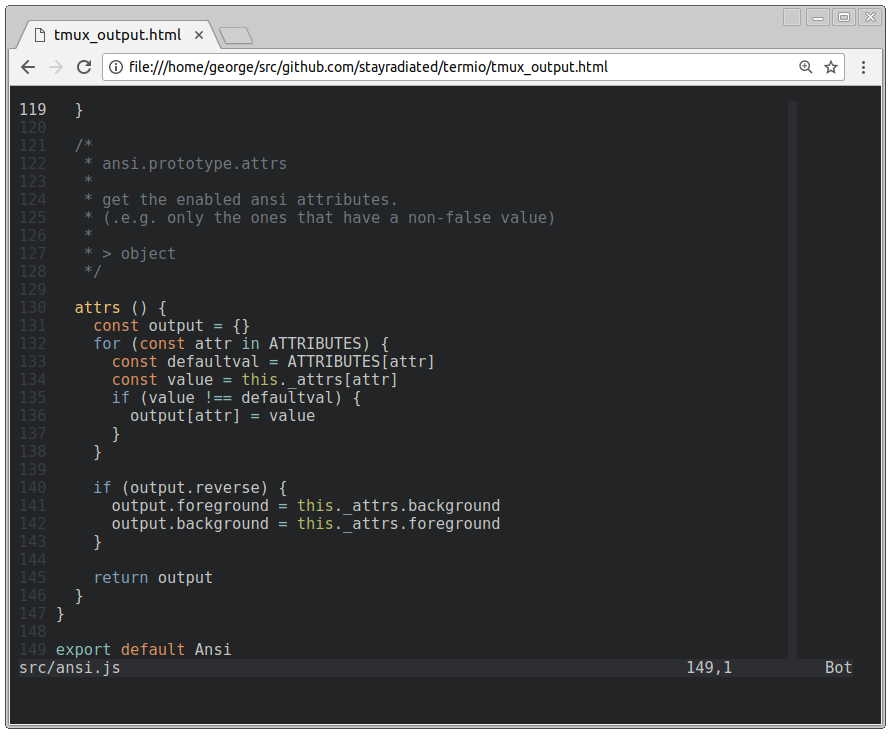 tmux_output.html
file:///home/george/src/github.com/stayradiated/termio/tmux_output.html
119   }
120
121   /*
122    * ansi.prototype.attrs
123    *
124    * get the enabled ansi attributes.
125    * (.e.g. only the ones that have a non-false value)
126    *
127    * > object
128    */
129
130   attrs () {
131     const output = {}
132     for (const attr in ATTRIBUTES) {
133       const defaultval = ATTRIBUTES[attr]
134       const value = this._attrs[attr]
135       if (value !== defaultval) {
136         output[attr] = value
137       }
138     }
139
140     if (output.reverse) {
141       output.foreground = this._attrs.background
142       output.background = this._attrs.foreground
143     }
144
145     return output
146   }
147 }
148
149 export default Ansi
src/ansi.js 149,1 Bot